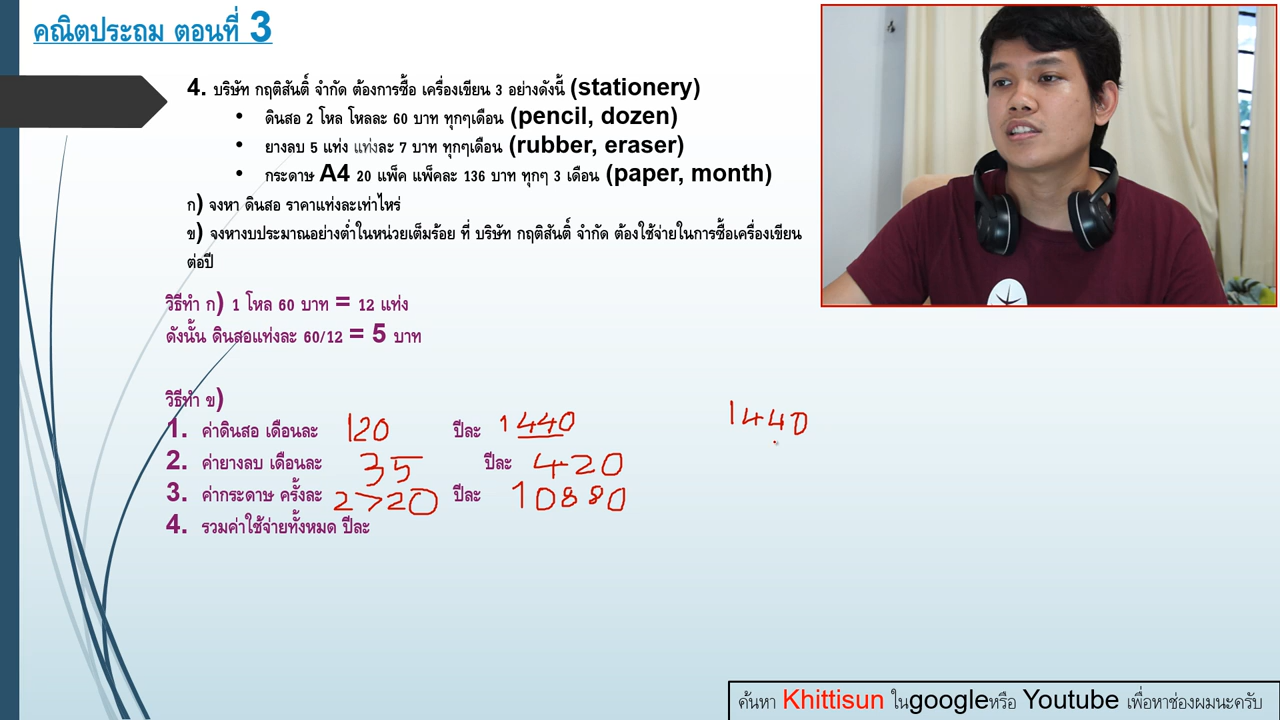 คณิตประถม ตอนที่ 3
4. บริษัท กฤติสันติ์ จำกัด ต้องการซื้อ เครื่องเขียน 3 อย่างดังนี้ (stationery)
• ดินสอ 2 โหล โหลละ 60 บาท ทุกๆเดือน (pencil, dozen)
• ยางลบ 5 แท่ง แท่งละ 7 บาท ทุกๆเดือน (rubber, eraser)
• กระดาษ A4 20 แพ็ค แพ็คละ 136 บาท ทุกๆ 3 เดือน (paper, month)
ก) จงหา ดินสอ ราคาแท่งละเท่าไหร่
ข) จงหางบประมาณอย่างต่ำในหน่วยเต็มร้อย ที่ บริษัท กฤติสันติ์ จำกัด ต้องใช้จ่ายในการซื้อเครื่องเขียน
ต่อปี
วิธีทำ ก) 1 โหล 60 บาท = 12 แท่ง
ดังนั้น ดินสอแท่งละ 60/12 = 5 บาท
วิธีทำ ข)
1. ค่าดินสอ เดือนละ 120 ปีละ 1440 1440
2. ค่ายางลบ เดือนละ 35 ปีละ 420
3. ค่ากระดาษ ครั้งละ 2720 ปีละ 10880
4. รวมค่าใช้จ่ายทั้งหมด ปีละ
ค้นหา Khittisun ในgoogleหรือ Youtube เพื่อหาช่องผมนะครับ